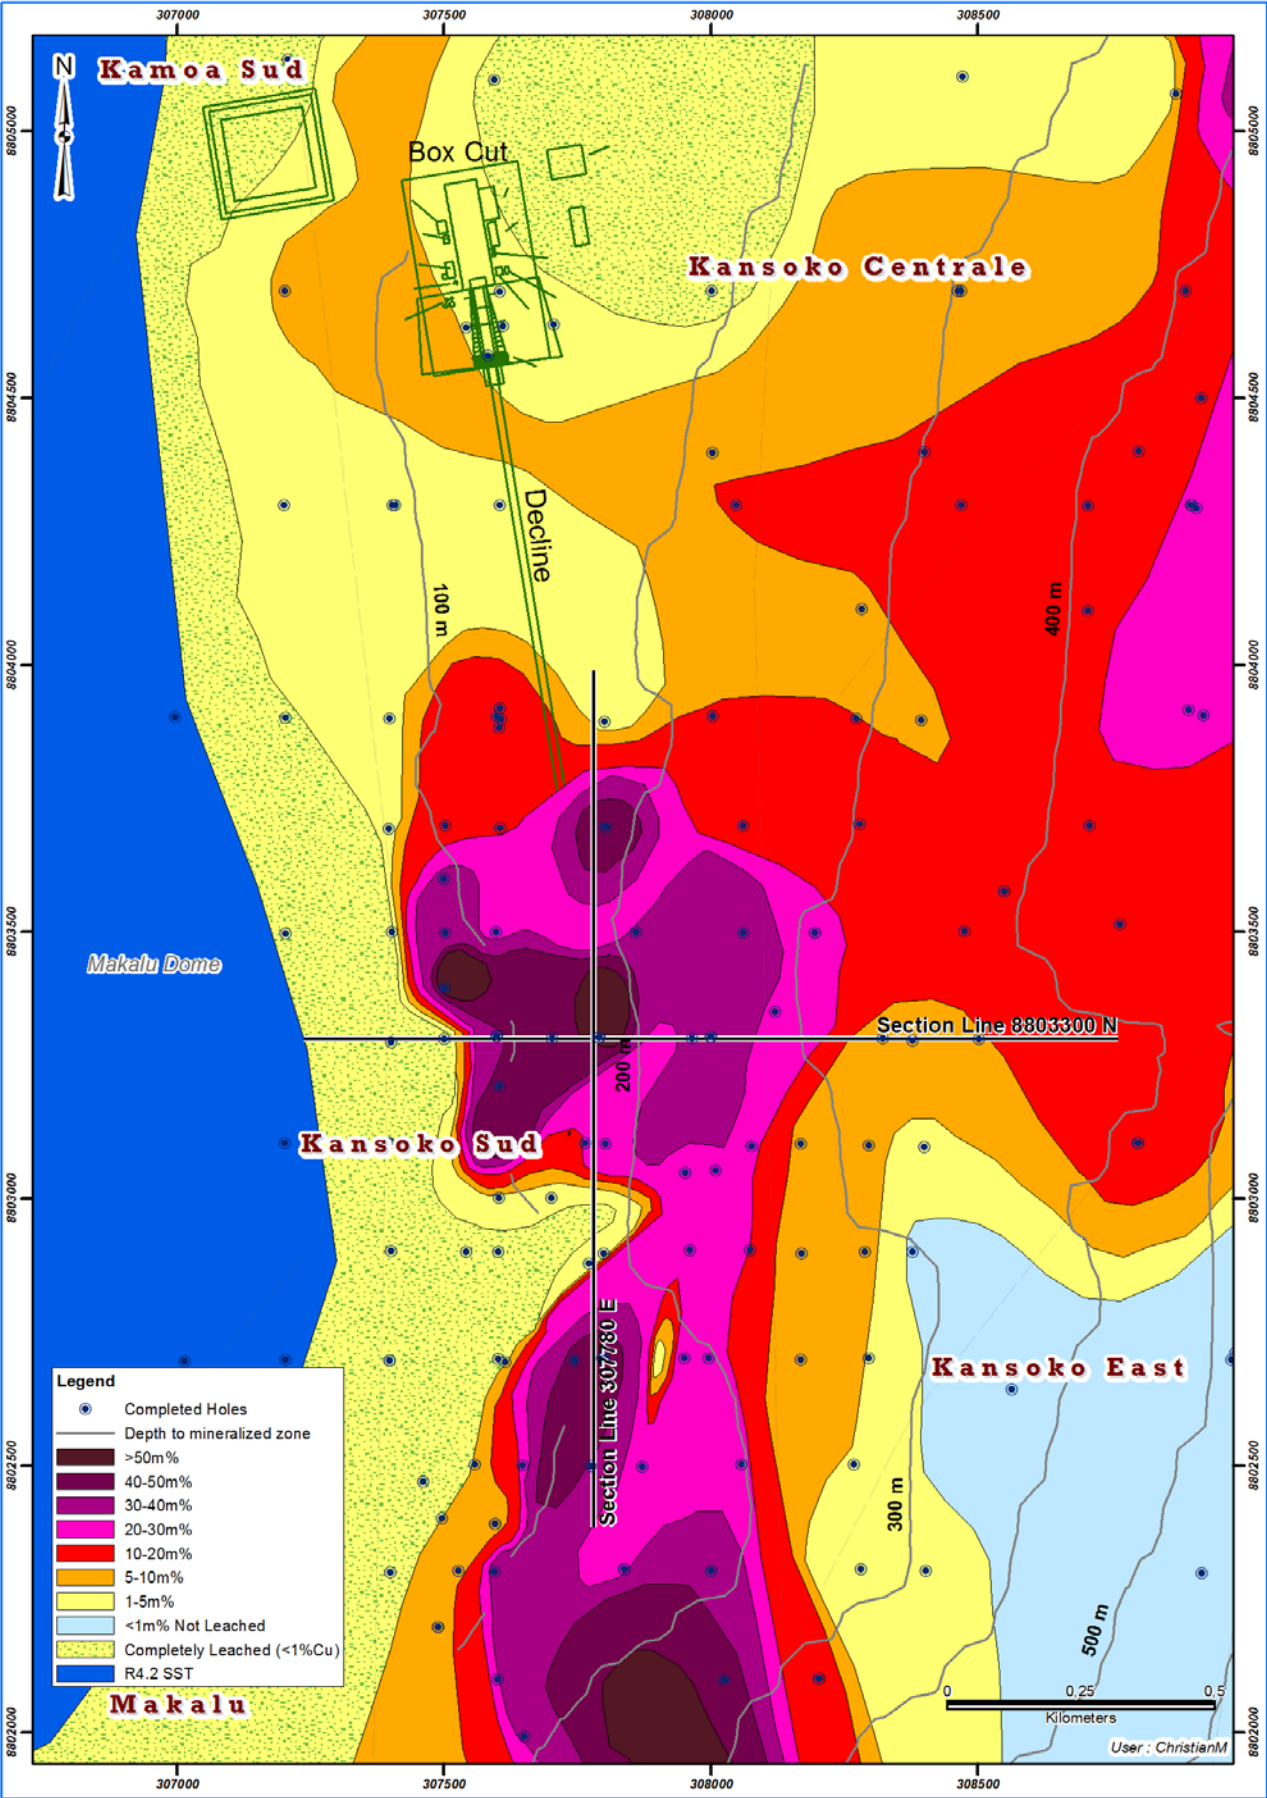 307000 307500 308000 308500
N
Kamoa Sud
8805000 8805000
Box Cut
Kansoko Centrale
8804500 8804500
Decline
100 m
400 m
8804000 8804000
8803500 8803500
Makalu Dome
Section Line 8803300 N
200 m
Kansoko Sud
8803000 8803000
Section Line 307780 E
Kansoko East
Legend
Completed Holes
Depth to mineralized zone
>50m%
40-50m%
30-40m%
20-30m%
10-20m%
5-10m%
1-5m%
<1m% Not Leached
Completely Leached (<1%Cu)
R4.2 SST
8802500 8802500
300 m
500 m
Makalu
0 0,25 0,5
Kilometers
8802000 8802000
User : ChristianM
307000 307500 308000 308500